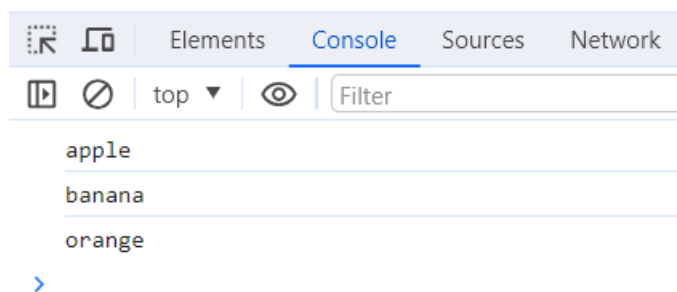 Elements Console Sources Network
top Filter
apple
banana
orange